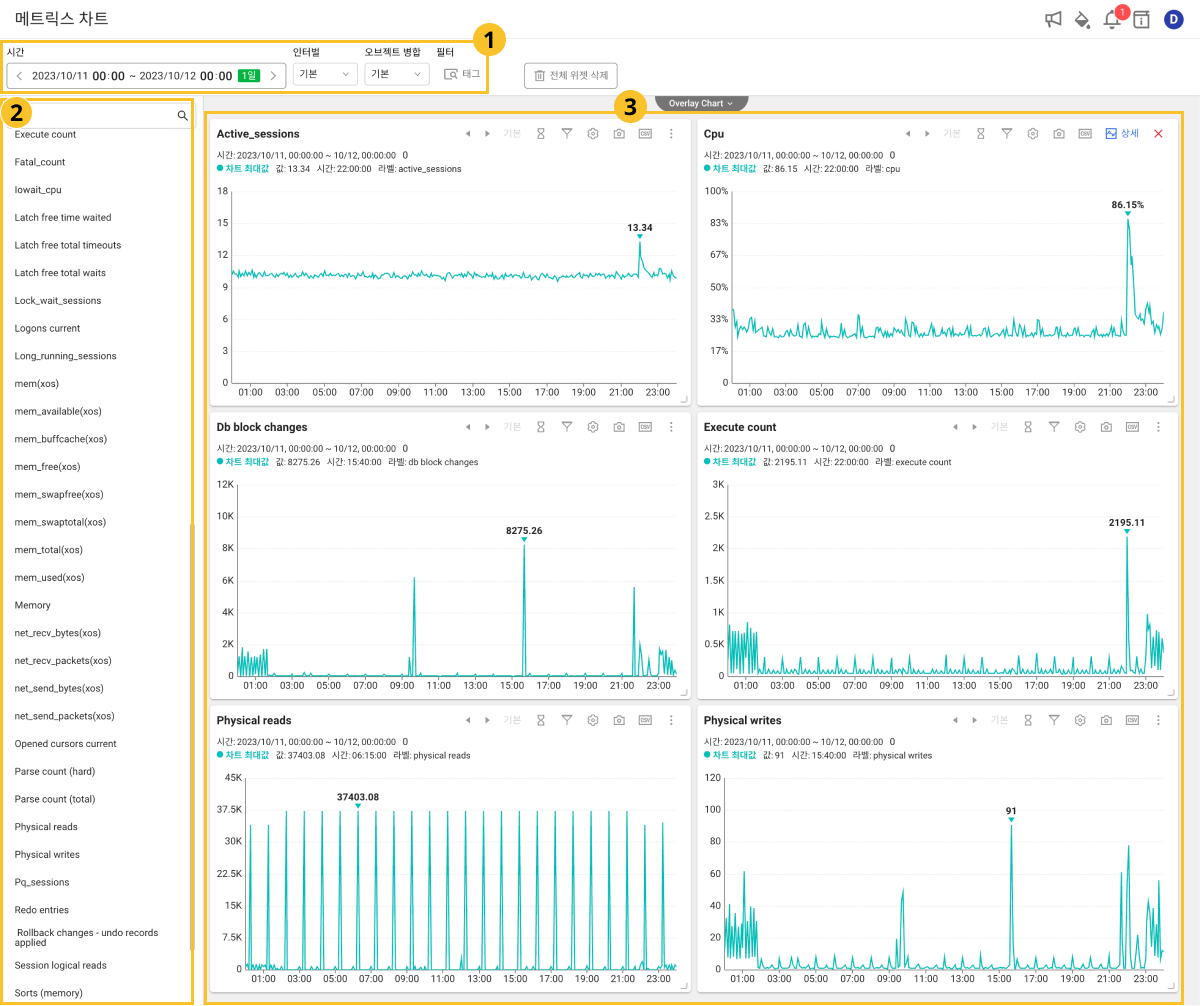 메트릭스 차트
1
D
1
시간
인터벌
오브젝트 병합
필터
2023/10/11 00:00 ~ 2023/10/12 00:00 1일
기본
기본
태그
전체 위젯 삭제
2
Execute count
Fatal_count
Iowait_cpu
Latch free time waited
Latch free total timeouts
Latch free total waits
Lock_wait_sessions
Logons current
Long_running_sessions
mem(xos)
mem_available(xos)
mem_buffcache(xos)
mem_free(xos)
mem_swapfree(xos)
mem_swaptotal(xos)
mem_total(xos)
mem_used(xos)
Memory
net_recv_bytes(xos)
net_recv_packets(xos)
net_send_bytes(xos)
net_send_packets(xos)
Opened cursors current
Parse count (hard)
Parse count (total)
Physical reads
Physical writes
Pq_sessions
Redo entries
Rollback changes - undo records
applied
Session logical reads
Sorts (memory)
3
Overlay Chart
Active_sessions
기본
CSV
시간: 2023/10/11, 00:00:00 ~ 10/12, 00:00:00 0
차트 최대값 값: 13.34 시간: 22:00:00 라벨: active_sessions
18
15
12
9
6
3
0
13.34
01:00 03:00 05:00 07:00 09:00 11:00 13:00 15:00 17:00 19:00 21:00 23:00
Cpu
기본
CSV
상세
시간: 2023/10/11, 00:00:00 ~ 10/12, 00:00:00 0
차트 최대값 값: 86.15 시간: 22:00:00 라벨: cpu
100%
83%
67%
50%
33%
17%
0
86.15%
01:00 03:00 05:00 07:00 09:00 11:00 13:00 15:00 17:00 19:00 21:00 23:00
Db block changes
기본
CSV
시간: 2023/10/11, 00:00:00 ~ 10/12, 00:00:00 0
차트 최대값 값: 8275.26 시간: 15:40:00 라벨: db block changes
12K
10K
8K
6K
4K
2K
0
8275.26
01:00 03:00 05:00 07:00 09:00 11:00 13:00 15:00 17:00 19:00 21:00 23:00
Execute count
기본
CSV
시간: 2023/10/11, 00:00:00 ~ 10/12, 00:00:00 0
차트 최대값 값: 2195.11 시간: 22:00:00 라벨: execute count
3K
2.5K
2K
1.5K
1K
0.5K
0
2195.11
01:00 03:00 05:00 07:00 09:00 11:00 13:00 15:00 17:00 19:00 21:00 23:00
Physical reads
기본
CSV
시간: 2023/10/11, 00:00:00 ~ 10/12, 00:00:00 0
차트 최대값 값: 37403.08 시간: 06:15:00 라벨: physical reads
45K
37.5K
30K
22.5K
15K
7.5K
0
37403.08
01:00 03:00 05:00 07:00 09:00 11:00 13:00 15:00 17:00 19:00 21:00 23:00
Physical writes
기본
CSV
시간: 2023/10/11, 00:00:00 ~ 10/12, 00:00:00 0
차트 최대값 값: 91 시간: 15:40:00 라벨: physical writes
120
100
80
60
40
20
0
91
01:00 03:00 05:00 07:00 09:00 11:00 13:00 15:00 17:00 19:00 21:00 23:00